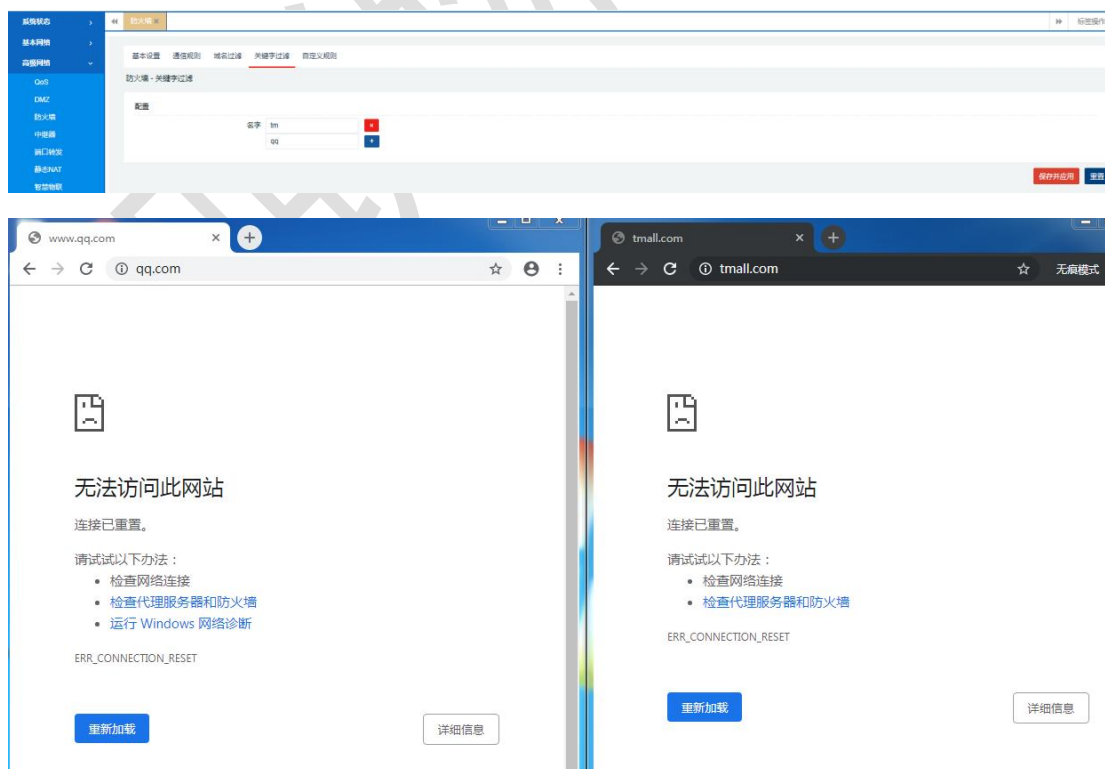 系统状态
基本网络
高级网络
QoS
DMZ
防火墙
中继器
端口转发
静态NAT
智慧物联
防火墙
标签操作
基本设置 通信规则 域名过滤 关键字过滤 自定义规则
防火墙 - 关键字过滤
配置
名字 tm
qq
保存并应用 重置
www.qq.com
qq.com
无法访问此网站
连接已重置。
请试试以下办法：
• 检查网络连接
• 检查代理服务器和防火墙
• 运行 Windows 网络诊断
ERR_CONNECTION_RESET
重新加载 详细信息
tmall.com
tmall.com 无痕模式
无法访问此网站
连接已重置。
请试试以下办法：
• 检查网络连接
• 检查代理服务器和防火墙
ERR_CONNECTION_RESET
重新加载 详细信息